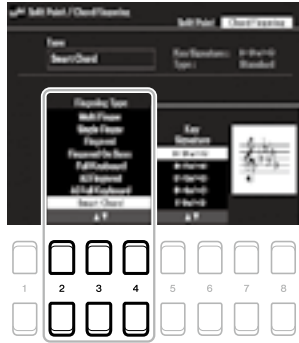 Split Point / Chord Fingering
Split Point Chord Fingering
Type
Smart Chord
Key Signature :
Type : Standard
Fingering Type
Multi Finger
Single Finger
Fingered
Fingered On Bass
Full Keyboard
AI Fingered
AI Full Keyboard
Smart Chord
Key
Signature
1 2 3 4 5 6 7 8